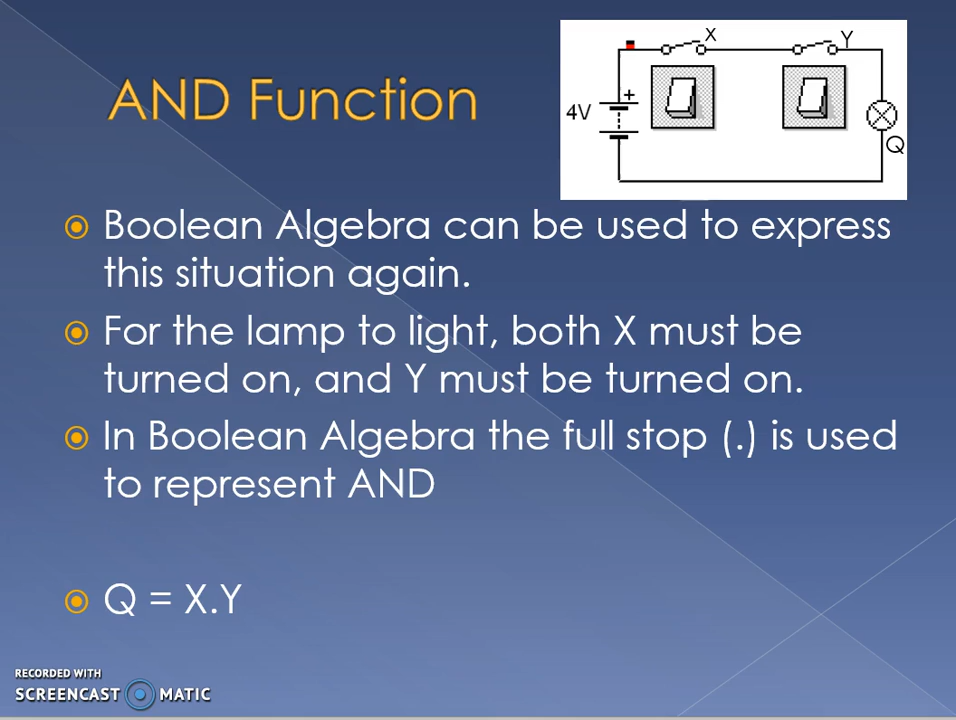 AND Function
X
Y
+
4V
Q
Boolean Algebra can be used to express
this situation again.
For the lamp to light, both X must be
turned on, and Y must be turned on.
In Boolean Algebra the full stop (.) is used
to represent AND
Q = X.Y
RECORDED WITH
SCREENCAST MATIC